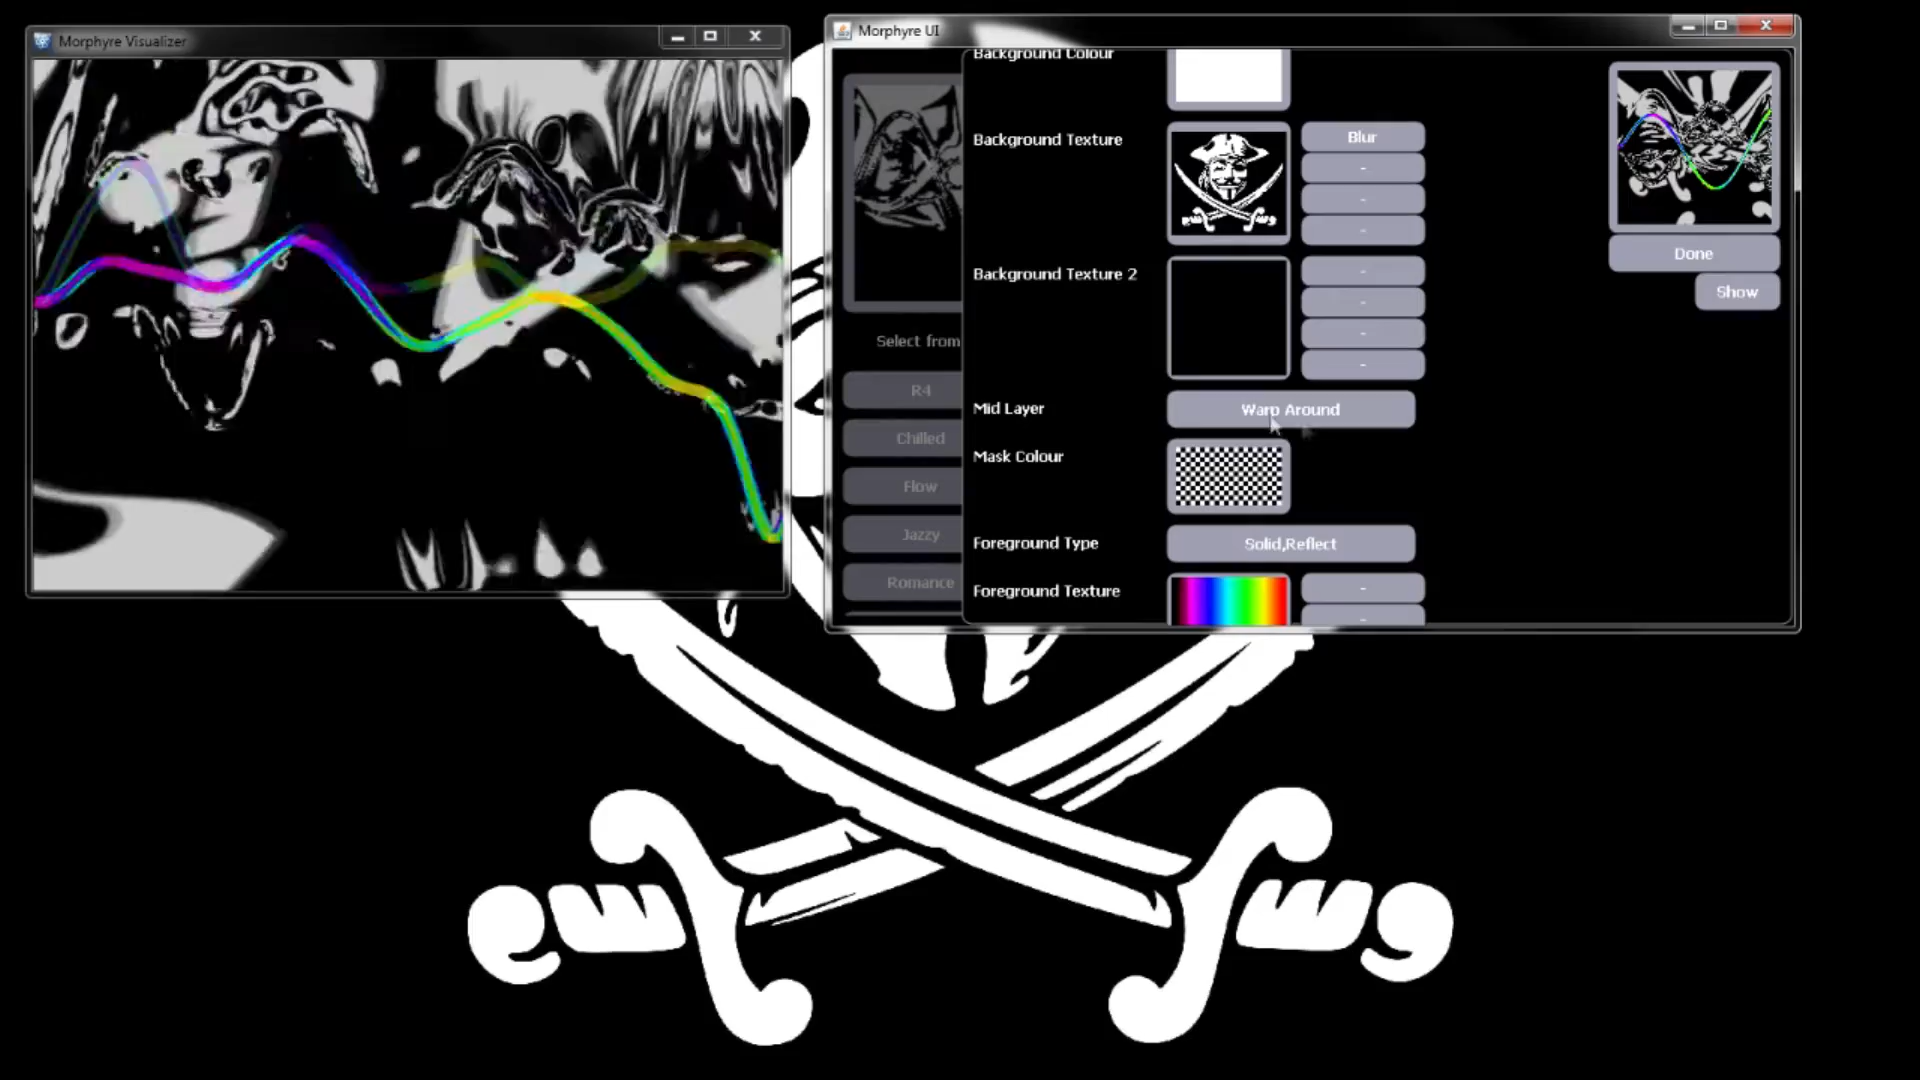 Morphyre Visualizer
Morphyre UI
Background Colour
Background Texture
Blur
-
-
-
Background Texture 2
-
-
-
-
Mid Layer
Warp Around
Mask Colour
Foreground Type
Solid,Reflect
Foreground Texture
-
-
Done
Show
Select from
R4
Chilled
Flow
Jazzy
Romance